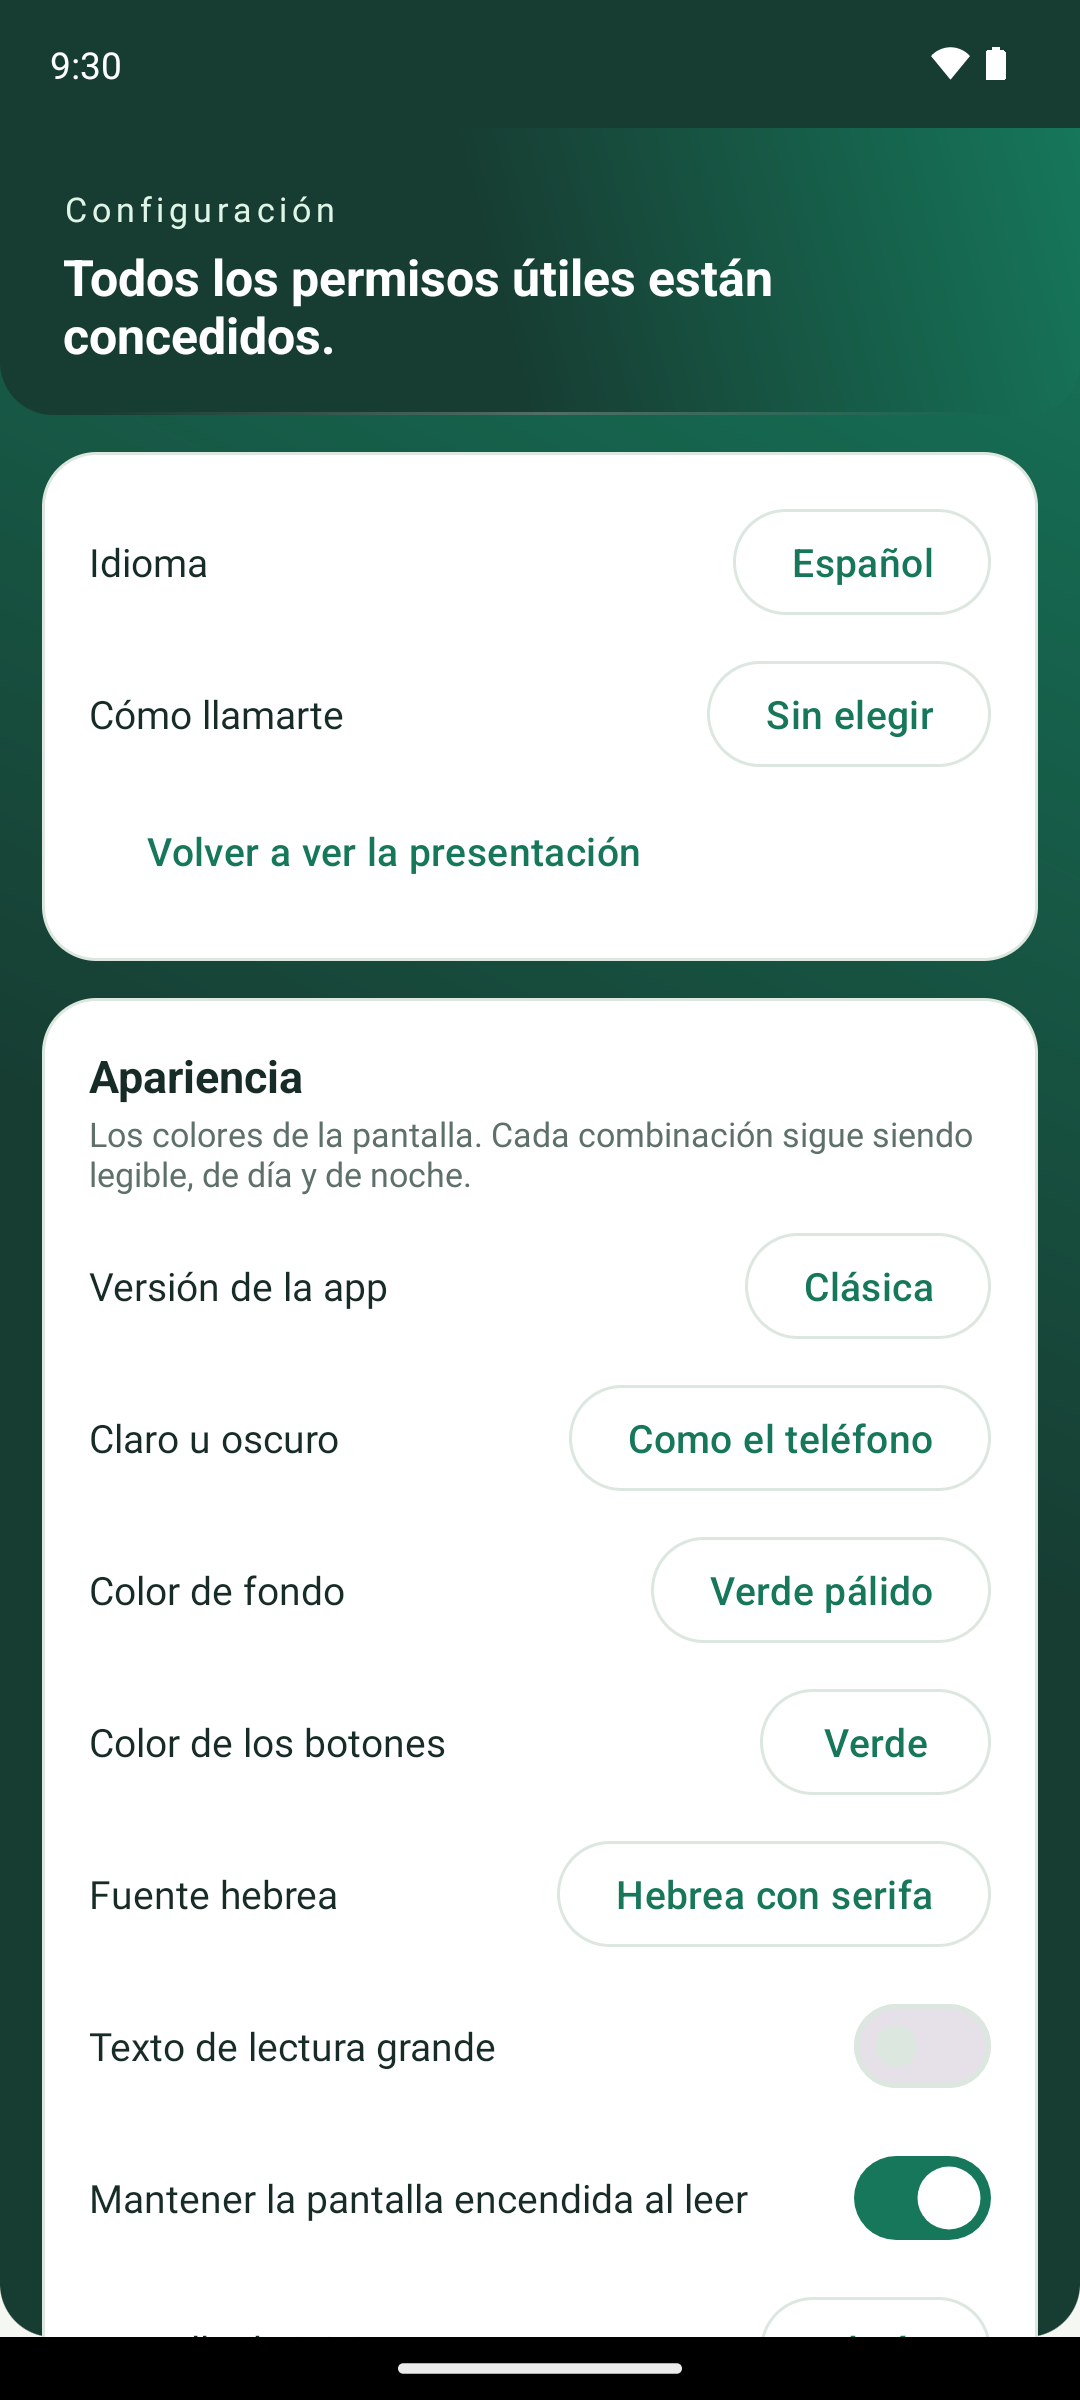 9:30
Configuración
Todos los permisos útiles están
concedidos.
Idioma
Español
Cómo llamarte
Sin elegir
Volver a ver la presentación
Apariencia
Los colores de la pantalla. Cada combinación sigue siendo
legible, de día y de noche.
Versión de la app
Clásica
Claro u oscuro
Como el teléfono
Color de fondo
Verde pálido
Color de los botones
Verde
Fuente hebrea
Hebrea con serifa
Texto de lectura grande
Mantener la pantalla encendida al leer